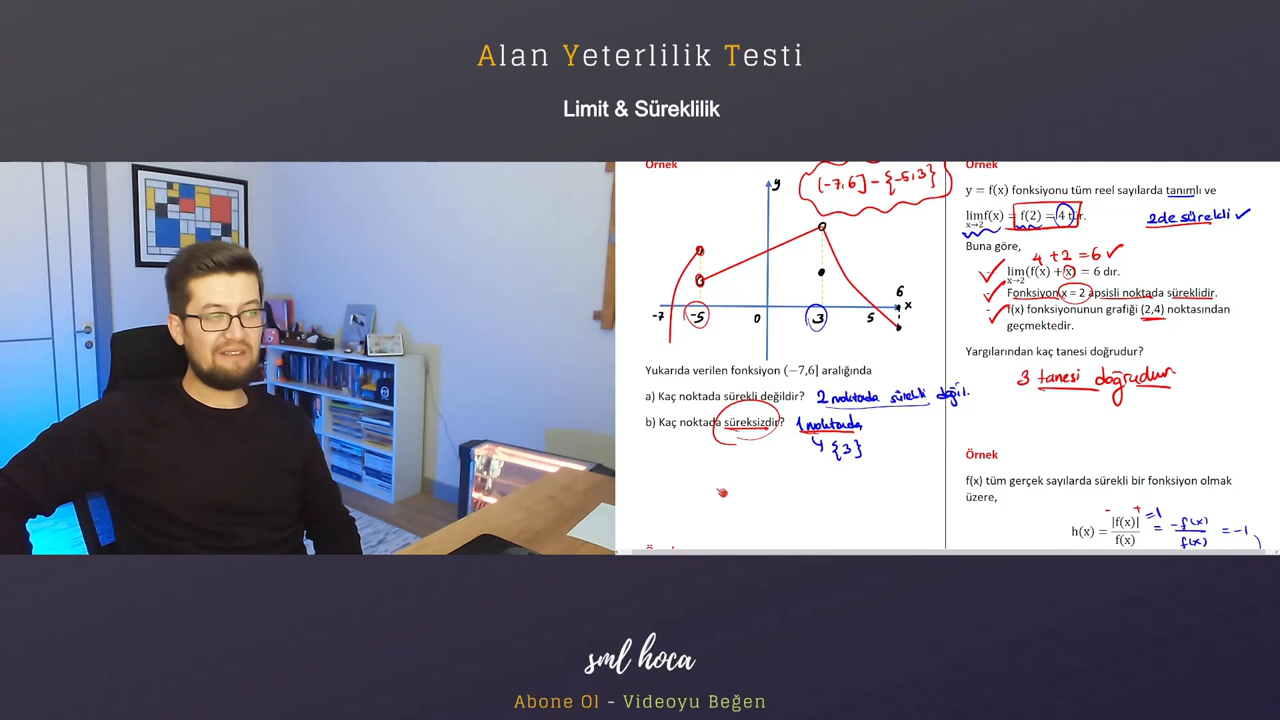 Alan Yeterlilik Testi
Limit & Süreklilik
Örnek
(-7,6] - {-5,3}
y
6
x
-7
-5
0
3
5
Yukarıda verilen fonksiyon (−7,6] aralığında
a) Kaç noktada sürekli değildir? 2 noktada sürekli değil.
b) Kaç noktada süreksizdir? 1 noktada
{3}
Örnek
y = f(x) fonksiyonu tüm reel sayılarda tanımlı ve
lim f(x) = f(2) = 4 tür.
x→2
2 de sürekli ✓
Buna göre,
4 + 2 = 6 ✓
- lim(f(x) + x) = 6 dır.
x→2
- Fonksiyon x = 2 apsisli noktada süreklidir.
- f(x) fonksiyonunun grafiği (2,4) noktasından
geçmektedir.
Yargılarından kaç tanesi doğrudur?
3 tanesi doğrudur
Örnek
f(x) tüm gerçek sayılarda sürekli bir fonksiyon olmak
üzere,
h(x) = |f(x)| / f(x) = 1
= -f(x) / f(x) = -1
sml hoca
Abone Ol - Videoyu Beğen